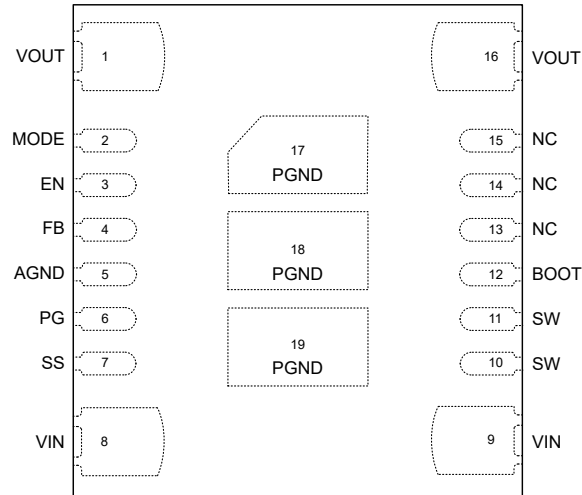 VOUT 1 16 VOUT
MODE 2 15 NC
17
PGND
EN 3 14 NC
FB 4 13 NC
18
PGND
AGND 5 12 BOOT
PG 6 11 SW
19
PGND
SS 7 10 SW
VIN 8 9 VIN